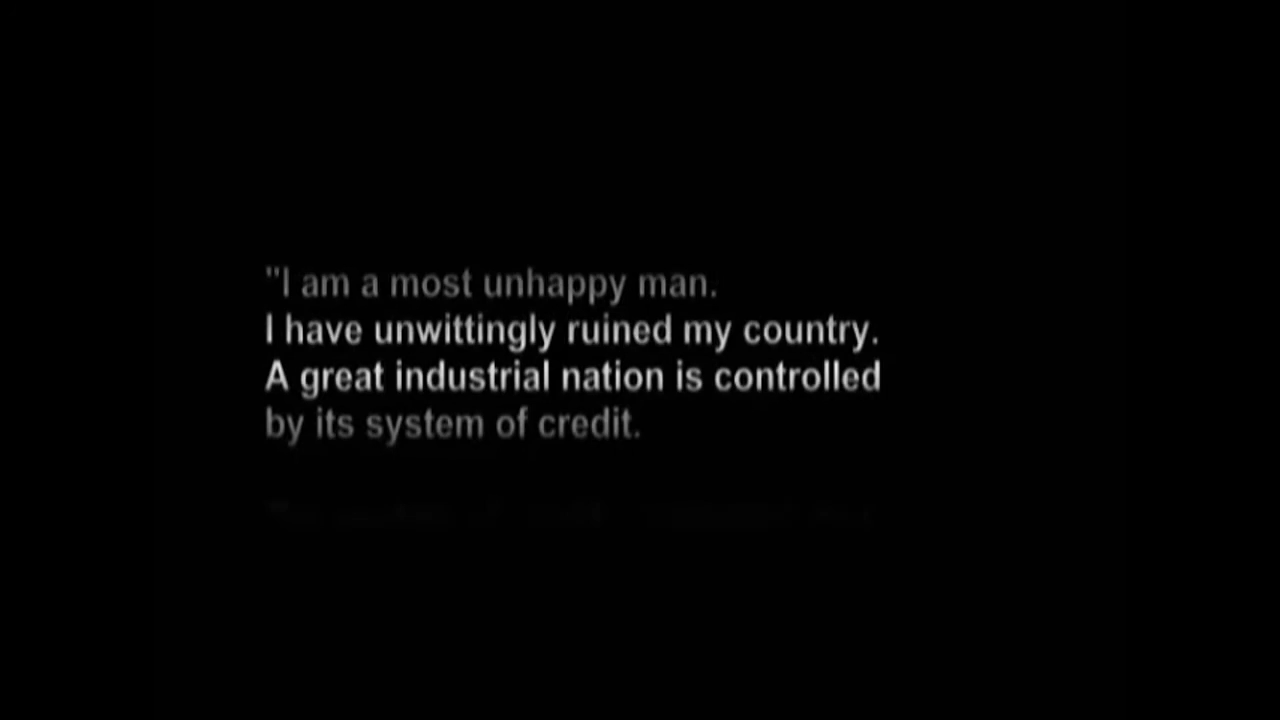 "I am a most unhappy man.
I have unwittingly ruined my country.
A great industrial nation is controlled
by its system of credit.